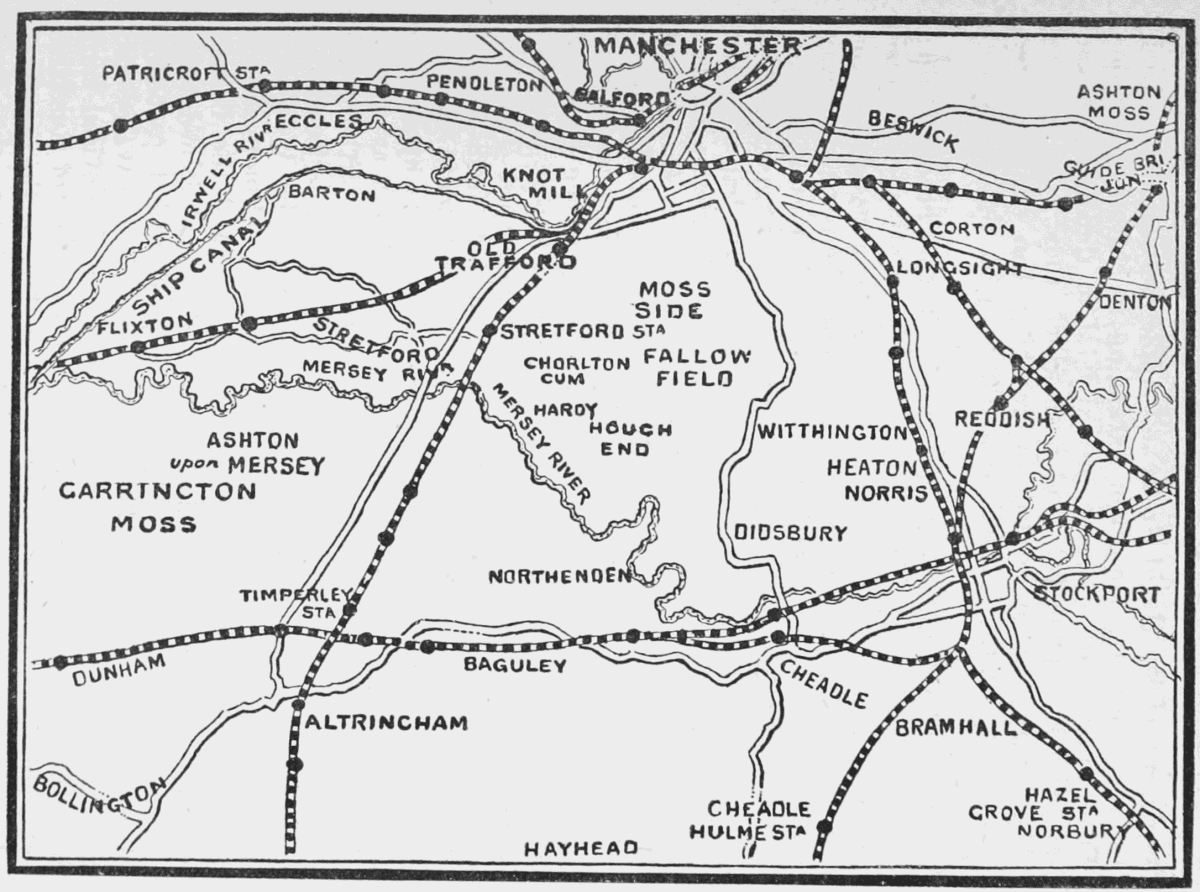 MANCHESTER
PATRICROFT STA
PENDLETON
SALFORD
ASHTON
MOSS
ECCLES
BESWICK
IRWELL RIVR
GUIDE BRI
JUN
KNOT
MILL
BARTON
CORTON
SHIP CANAL
OLD
TRAFFORD
LONGSIGHT
MOSS
SIDE
DENTON
FLIXTON
STRETFORD
STRETFORD STA
CHORLTON
CUM
HARDY
FALLOW
FIELD
MERSEY RIVR
MERSEY RIVER
REDDISH
HOUGH
END
WITTHINGTON
ASHTON
upon MERSEY
HEATON
NORRIS
CARRINCTON
MOSS
DIDSBURY
NORTHENDEN
TIMPERLEY
STA
STOCKPORT
DUNHAM
BAGULEY
CHEADLE
ALTRINCHAM
BRAMHALL
BOLLINGTON
CHEADLE
HULME STA
HAZEL
GROVE STA
NORBURY
HAYHEAD